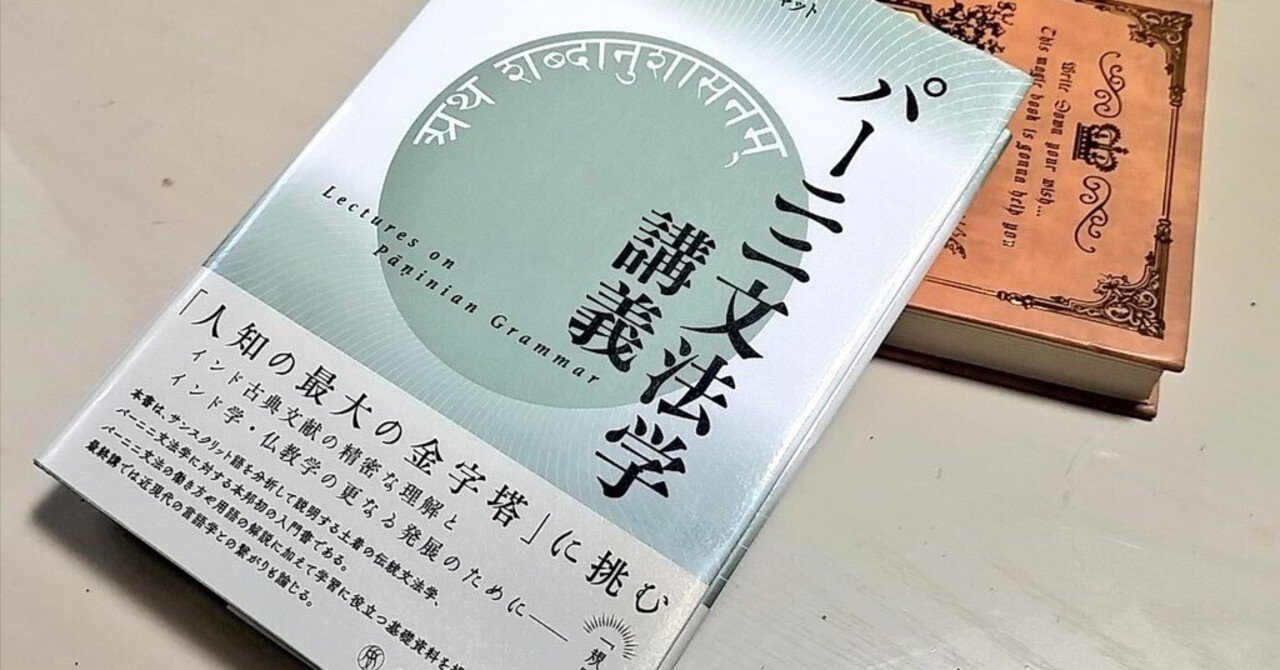 ャット
अथ शब्दानुशासनम्
パーニニ文法学
講義
Lectures on
Pāṇinian Grammar
「人知の最大の金字塔」に挑む
インド古典文献の精密な理解と
インド学・仏教学の更なる発展のために──
本書は、サンスクリット語を分析して説明する土着の伝統文法学、
パーニニ文法学に対する本邦初の入門書である。
パーニニ文法の働き方や用語の解説に加えて学習に役立つ基礎資料を
最終講では近現代の言語学との繋がりも論じる。
「規
Write Down your wish...
This magic book is gonna help you